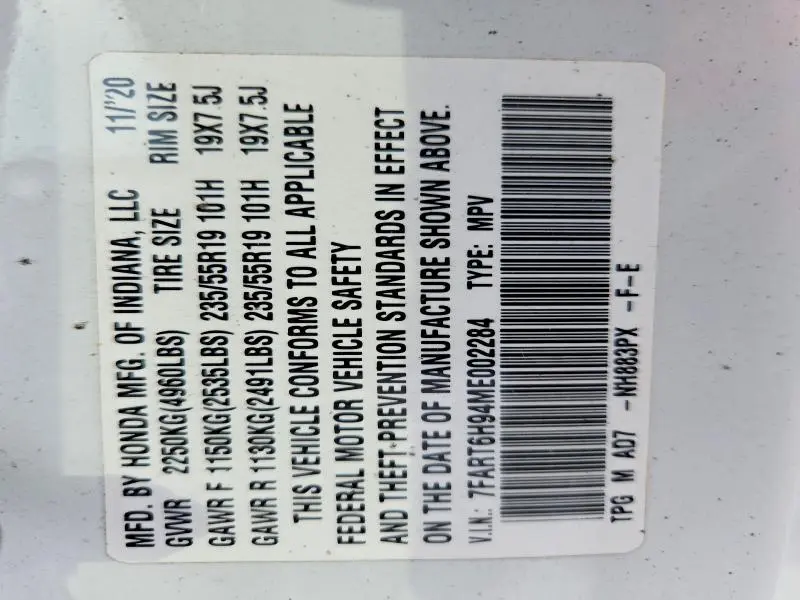 MFD. BY HONDA MFG. OF INDIANA, LLC 11/'20
GVWR 2250KG(4960LBS) TIRE SIZE RIM SIZE
GAWR F 1150KG(2535LBS) 235/55R19 101H 19X7.5J
GAWR R 1130KG(2491LBS) 235/55R19 101H 19X7.5J
THIS VEHICLE CONFORMS TO ALL APPLICABLE
FEDERAL MOTOR VEHICLE SAFETY
AND THEFT PREVENTION STANDARDS IN EFFECT
ON THE DATE OF MANUFACTURE SHOWN ABOVE.
V.I.N.: 7FART6H94ME002284 TYPE: MPV
TPG M AD7 -NH883PX -F-E